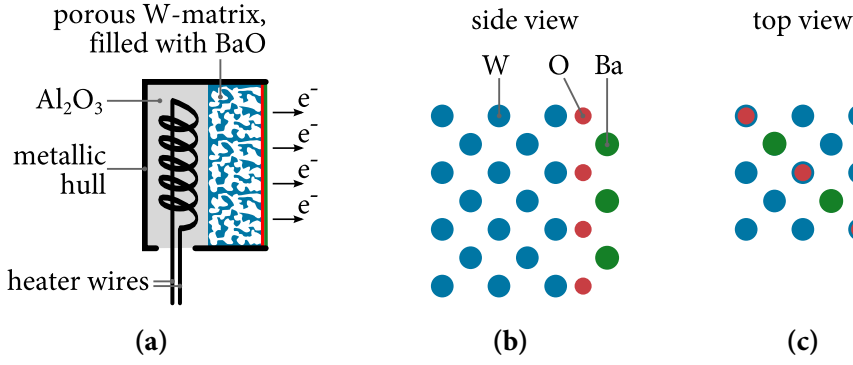 porous W-matrix,
filled with BaO
Al₂O₃
metallic
hull
heater wires
e⁻
e⁻
e⁻
e⁻
(a)
side view
W O Ba
(b)
top view
(c)